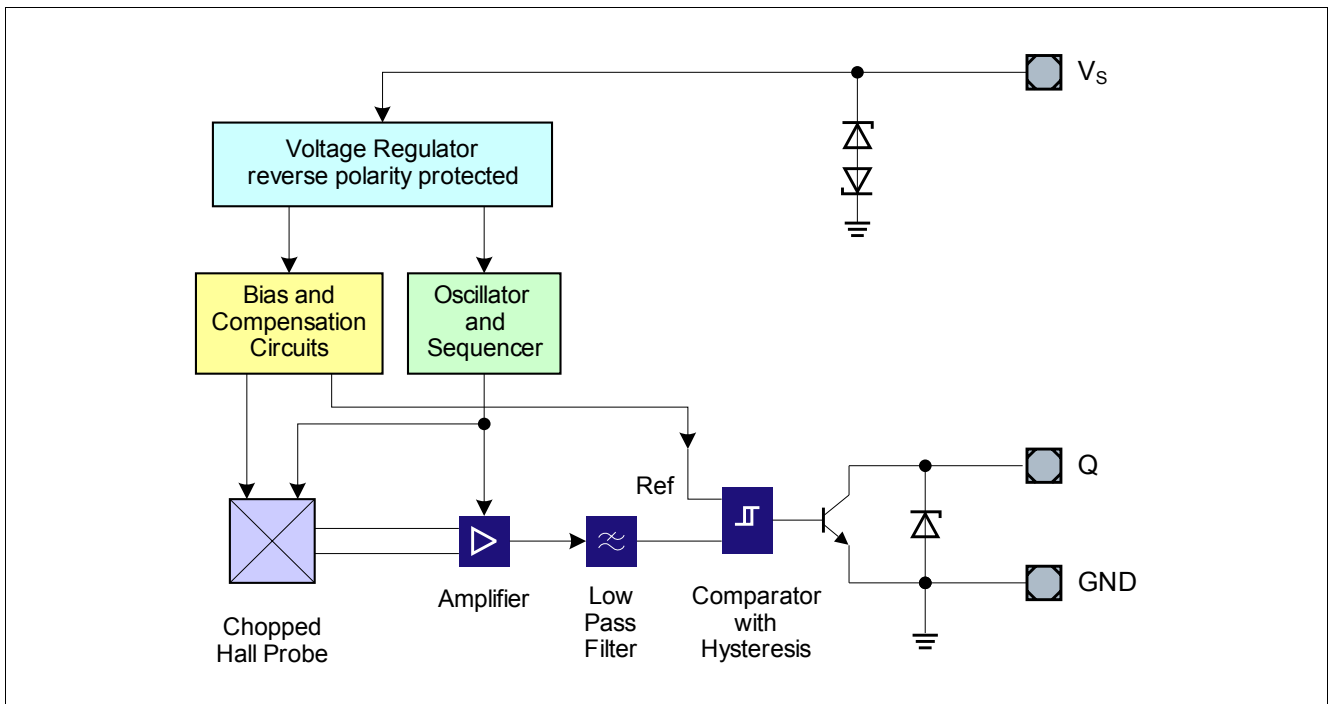 V_S
Voltage Regulator
reverse polarity protected
Bias and
Compensation
Circuits
Oscillator
and
Sequencer
Ref
Q
GND
Amplifier
Low
Pass
Filter
Comparator
with
Hysteresis
Chopped
Hall Probe